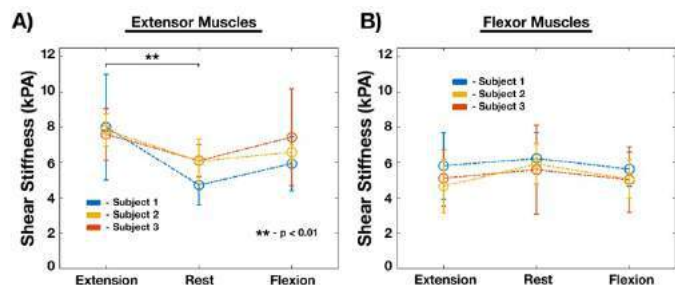 A)
Extensor Muscles
Shear Stiffness (kPA)
12
10
8
6
4
2
0
**
- Subject 1
- Subject 2
- Subject 3
** - p < 0.01
Extension Rest Flexion
B)
Flexor Muscles
Shear Stiffness (kPA)
12
10
8
6
4
2
0
- Subject 1
- Subject 2
- Subject 3
Extension Rest Flexion